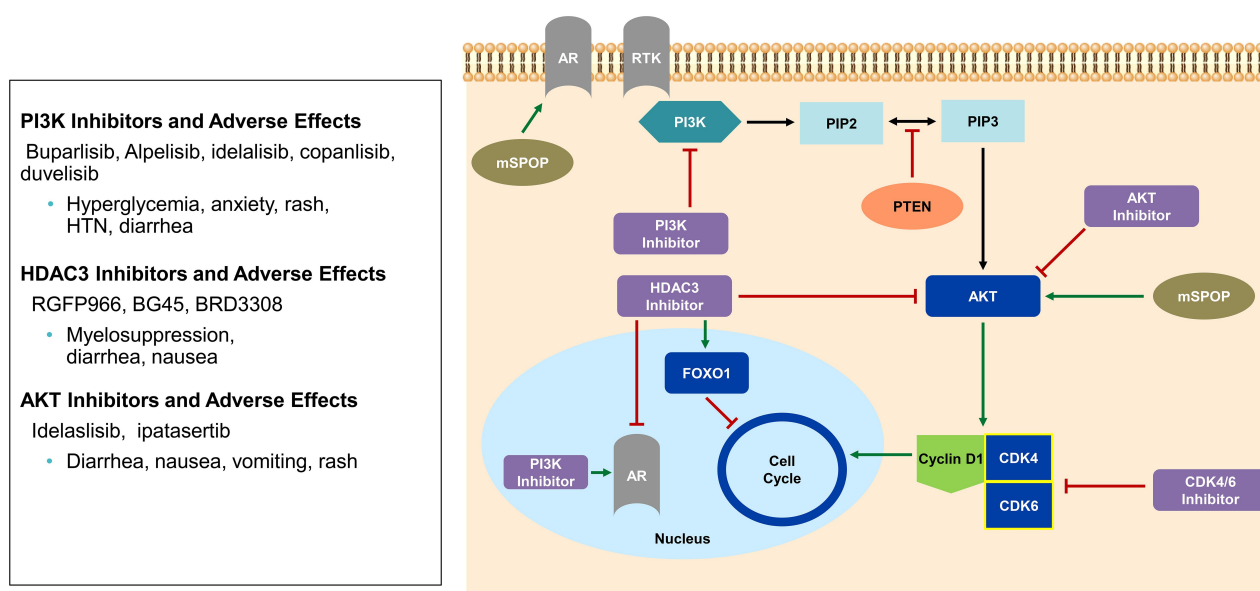 PI3K Inhibitors and Adverse Effects
Buparlisib, Alpelisib, idelalisib, copanlisib,
duvelisib
• Hyperglycemia, anxiety, rash,
HTN, diarrhea
HDAC3 Inhibitors and Adverse Effects
RGFP966, BG45, BRD3308
• Myelosuppression,
diarrhea, nausea
AKT Inhibitors and Adverse Effects
Idelaslisib, ipatasertib
• Diarrhea, nausea, vomiting, rash
AR
RTK
mSPOP
PI3K
PIP2
PIP3
PTEN
PI3K
Inhibitor
AKT
Inhibitor
HDAC3
Inhibitor
AKT
mSPOP
FOXO1
PI3K
Inhibitor
AR
Cell
Cycle
Nucleus
Cyclin D1
CDK4
CDK6
CDK4/6
Inhibitor